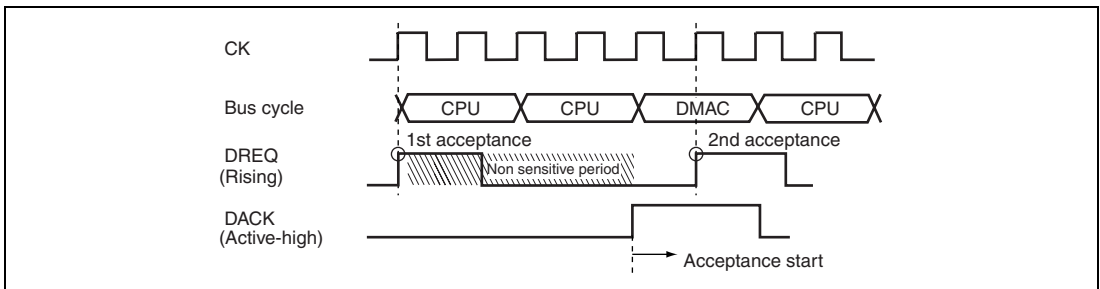 CK
Bus cycle
CPU CPU DMAC CPU
1st acceptance 2nd acceptance
DREQ
(Rising)
Non sensitive period
DACK
(Active-high)
Acceptance start